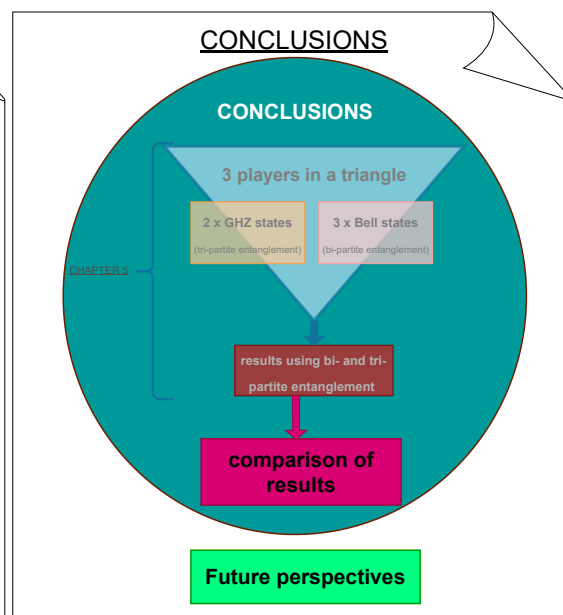 CONCLUSIONS
CONCLUSIONS
3 players in a triangle
2 x GHZ states
(tri-partite entanglement)
3 x Bell states
(bi-partite entanglement)
CHAPTER 5
results using bi- and tri-
partite entanglement
comparison of
results
Future perspectives